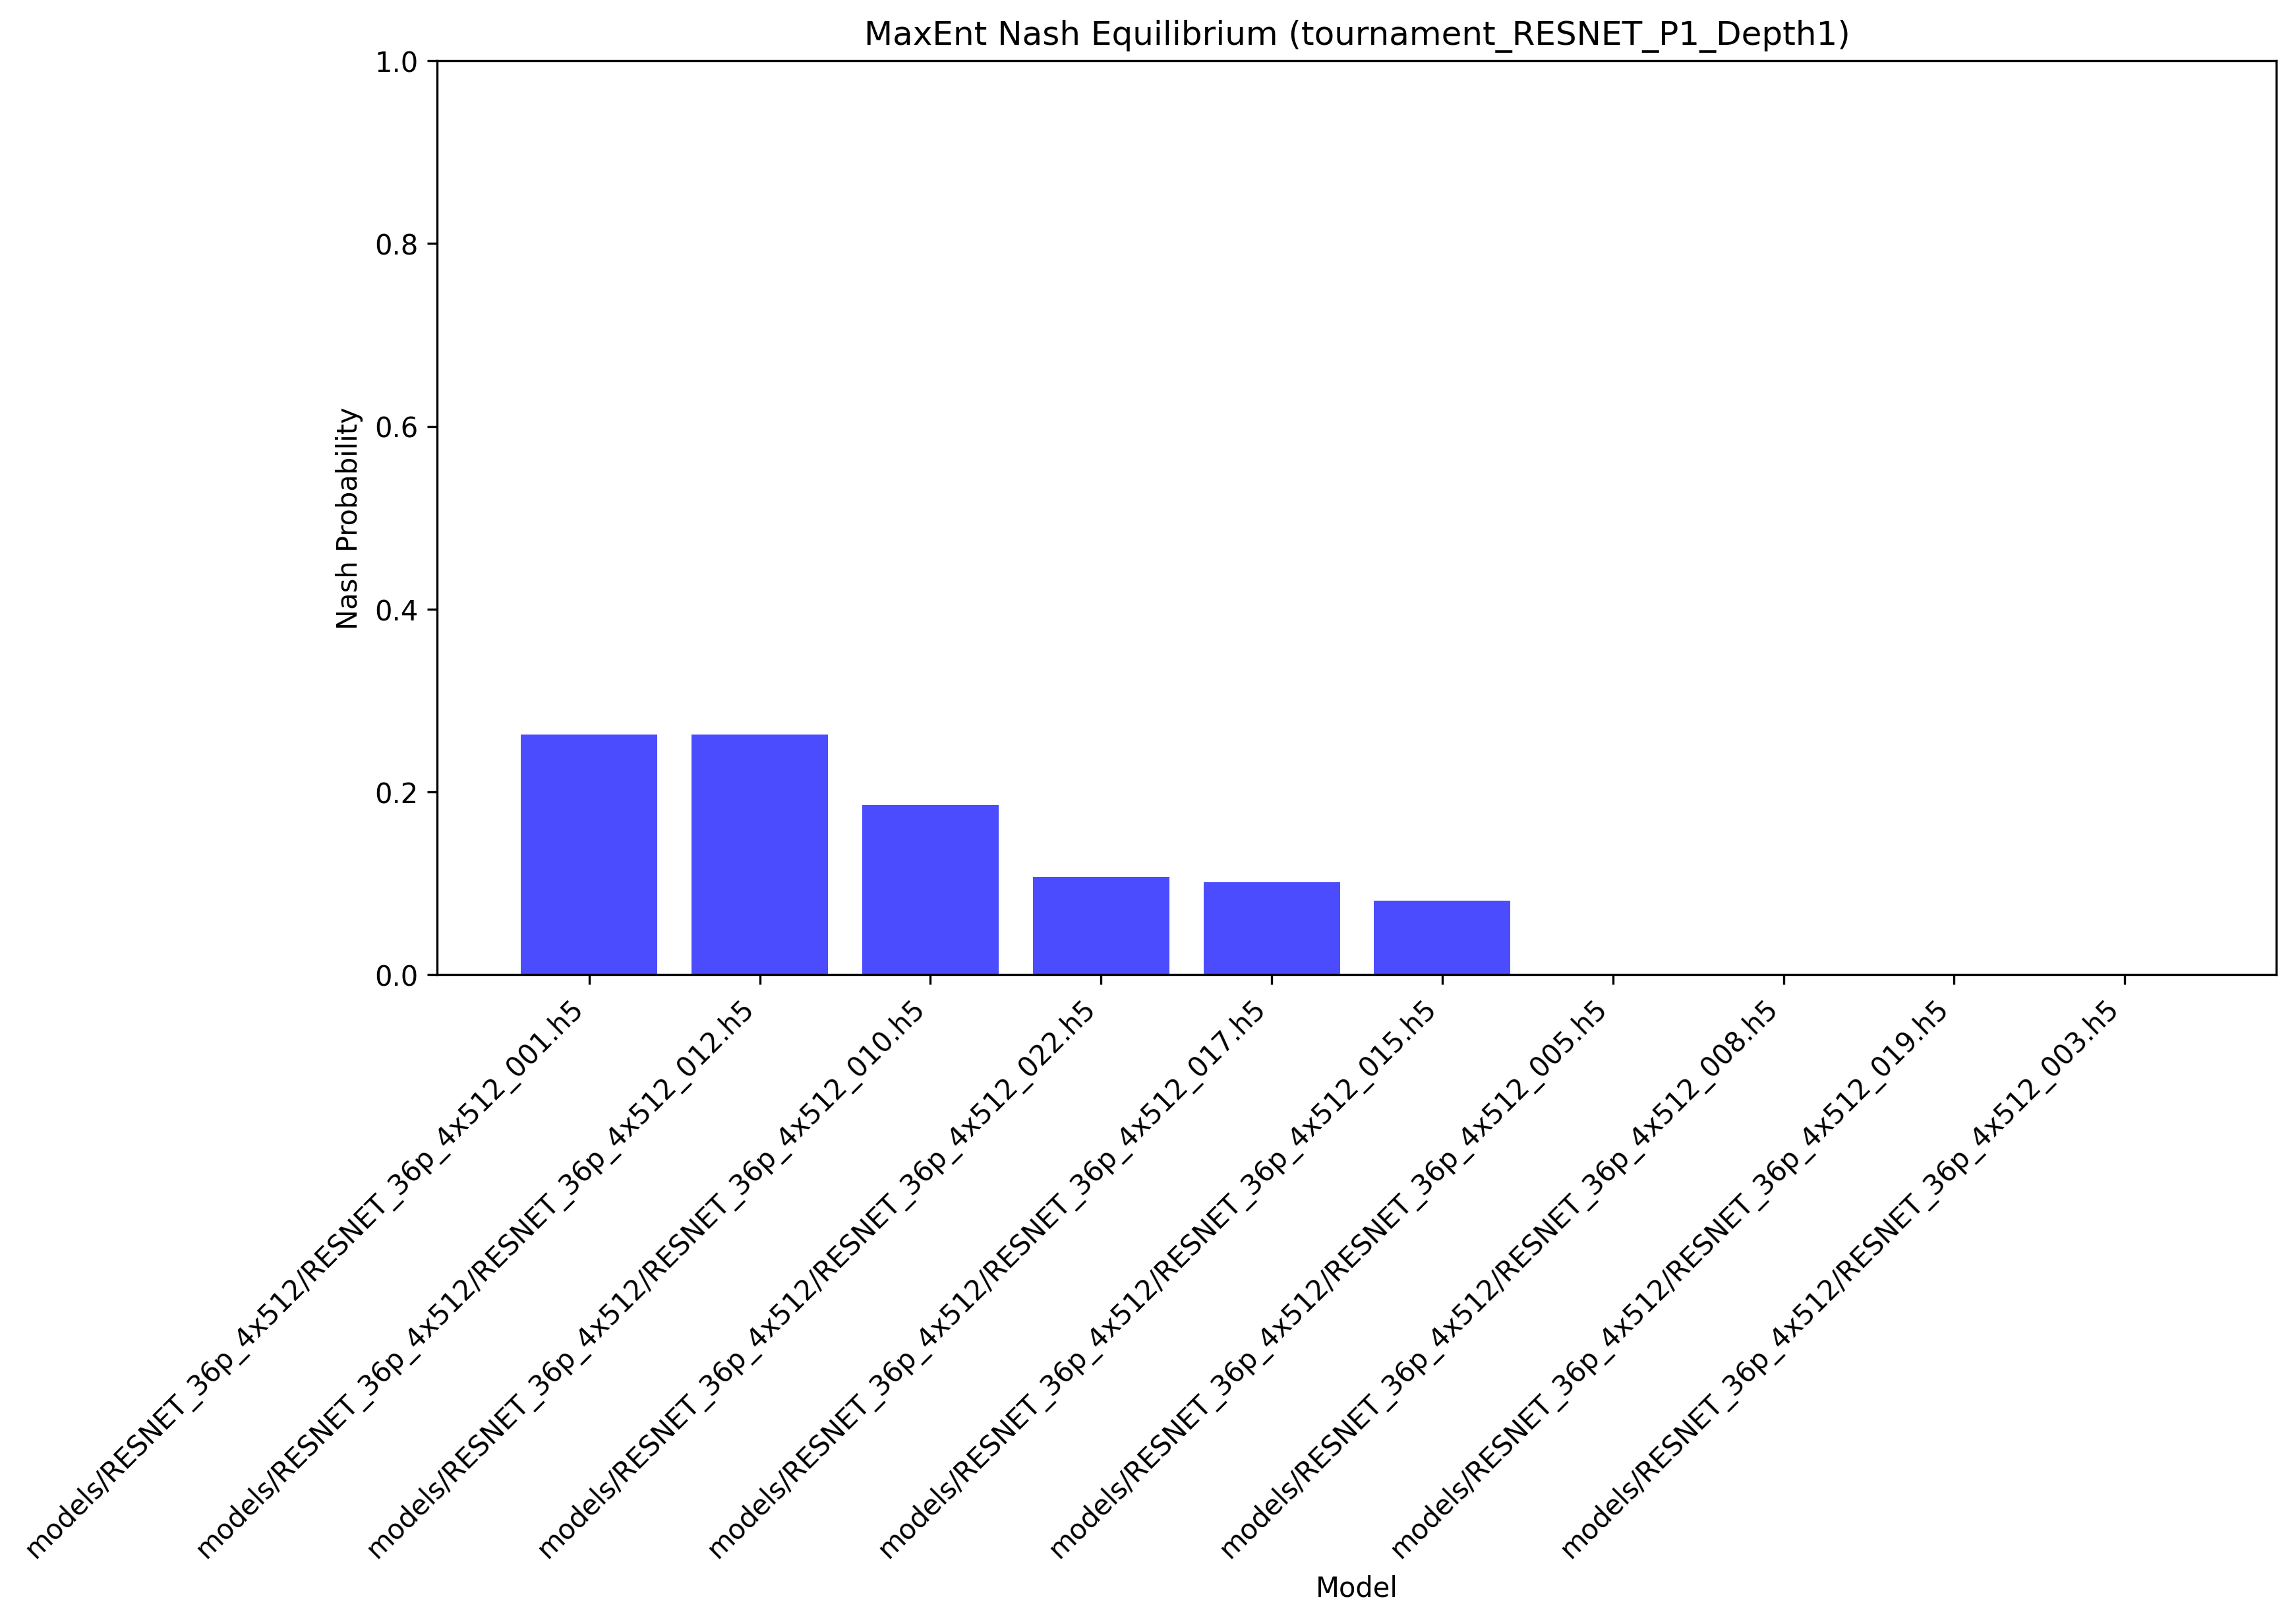 MaxEnt Nash Equilibrium (tournament_RESNET_P1_Depth1)
1.0
0.8
0.6
0.4
0.2
0.0
Nash Probability
models/RESNET_36p_4x512/RESNET_36p_4x512_001.h5
models/RESNET_36p_4x512/RESNET_36p_4x512_012.h5
models/RESNET_36p_4x512/RESNET_36p_4x512_010.h5
models/RESNET_36p_4x512/RESNET_36p_4x512_022.h5
models/RESNET_36p_4x512/RESNET_36p_4x512_017.h5
models/RESNET_36p_4x512/RESNET_36p_4x512_015.h5
models/RESNET_36p_4x512/RESNET_36p_4x512_005.h5
models/RESNET_36p_4x512/RESNET_36p_4x512_008.h5
models/RESNET_36p_4x512/RESNET_36p_4x512_019.h5
models/RESNET_36p_4x512/RESNET_36p_4x512_003.h5
Model